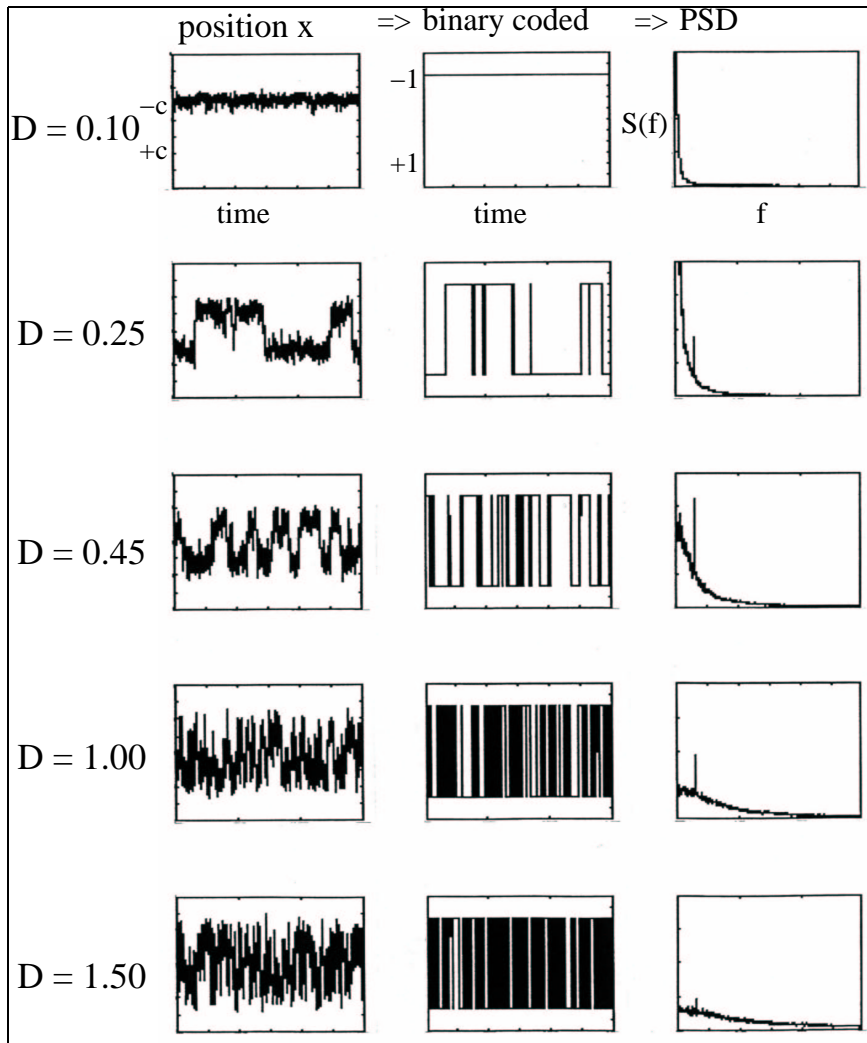 position x => binary coded => PSD
−c
−1
D = 0.10
S(f)
+c
+1
time time f
D = 0.25
D = 0.45
D = 1.00
D = 1.50